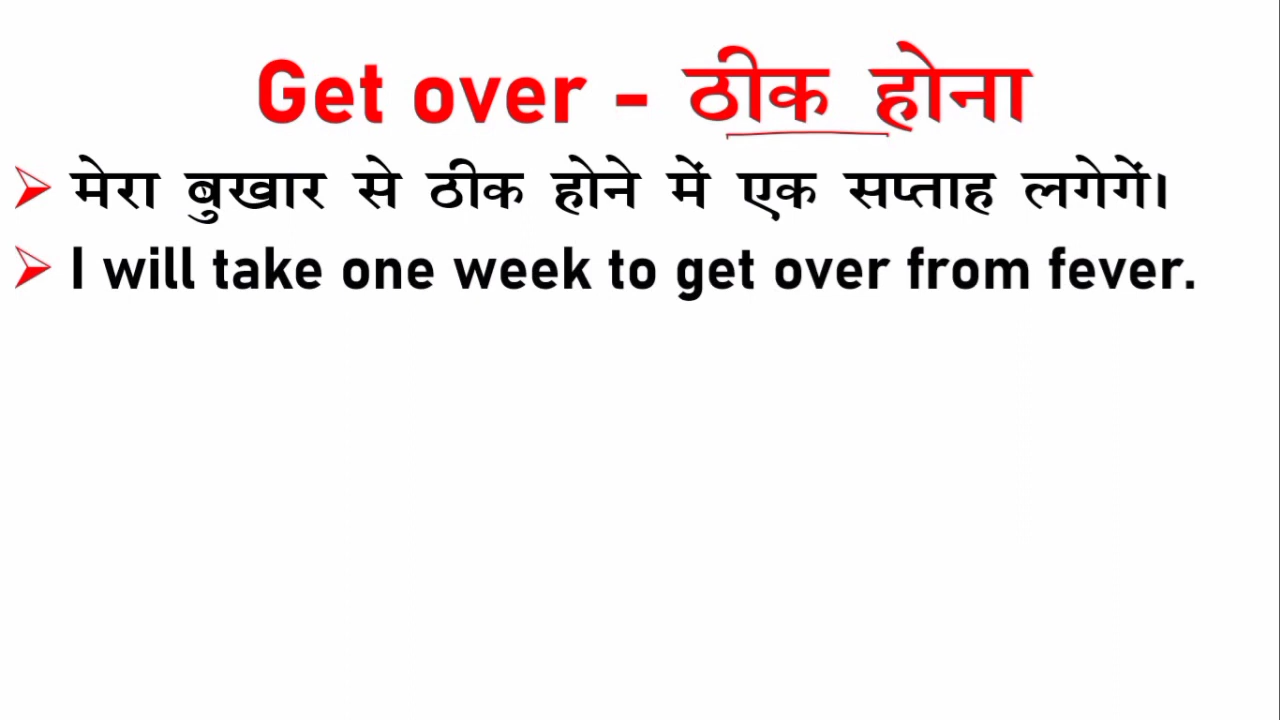 Get over - ठीक होना
मेरा बुखार से ठीक होने में एक सप्ताह लगेगें।
I will take one week to get over from fever.